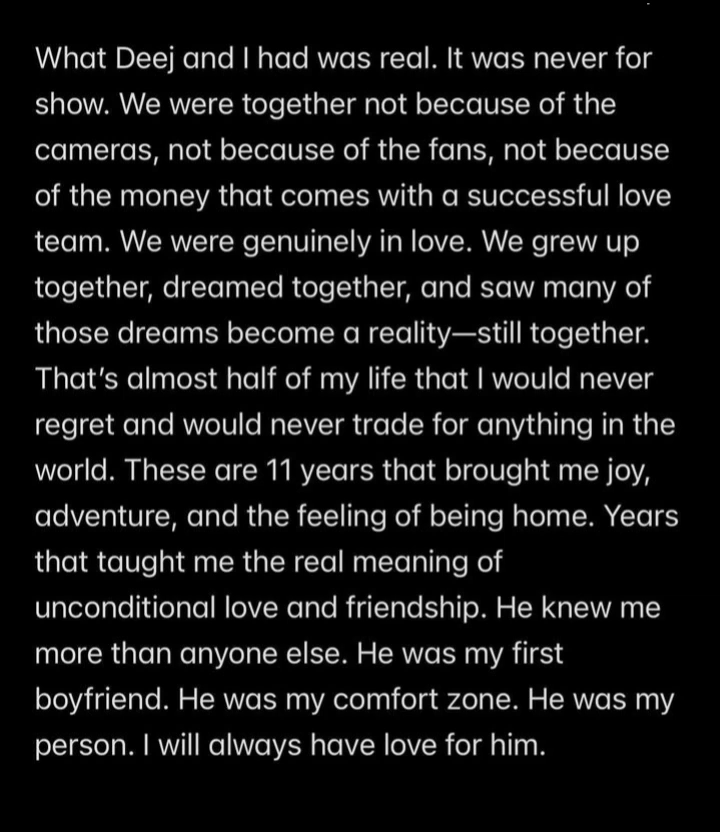 What Deej and I had was real. It was never for
show. We were together not because of the
cameras, not because of the fans, not because
of the money that comes with a successful love
team. We were genuinely in love. We grew up
together, dreamed together, and saw many of
those dreams become a reality—still together.
That's almost half of my life that I would never
regret and would never trade for anything in the
world. These are 11 years that brought me joy,
adventure, and the feeling of being home. Years
that taught me the real meaning of
unconditional love and friendship. He knew me
more than anyone else. He was my first
boyfriend. He was my comfort zone. He was my
person. I will always have love for him.